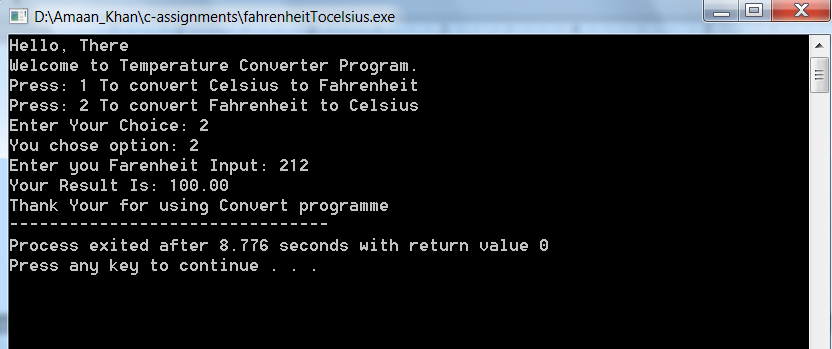 D:\Amaan_Khan\c-assignments\fahrenheitTocelsius.exe
Hello, There
Welcome to Temperature Converter Program.
Press: 1 To convert Celsius to Fahrenheit
Press: 2 To convert Fahrenheit to Celsius
Enter Your Choice: 2
You chose option: 2
Enter you Farenheit Input: 212
Your Result Is: 100.00
Thank Your for using Convert programme
--------------------------------
Process exited after 8.776 seconds with return value 0
Press any key to continue . . .